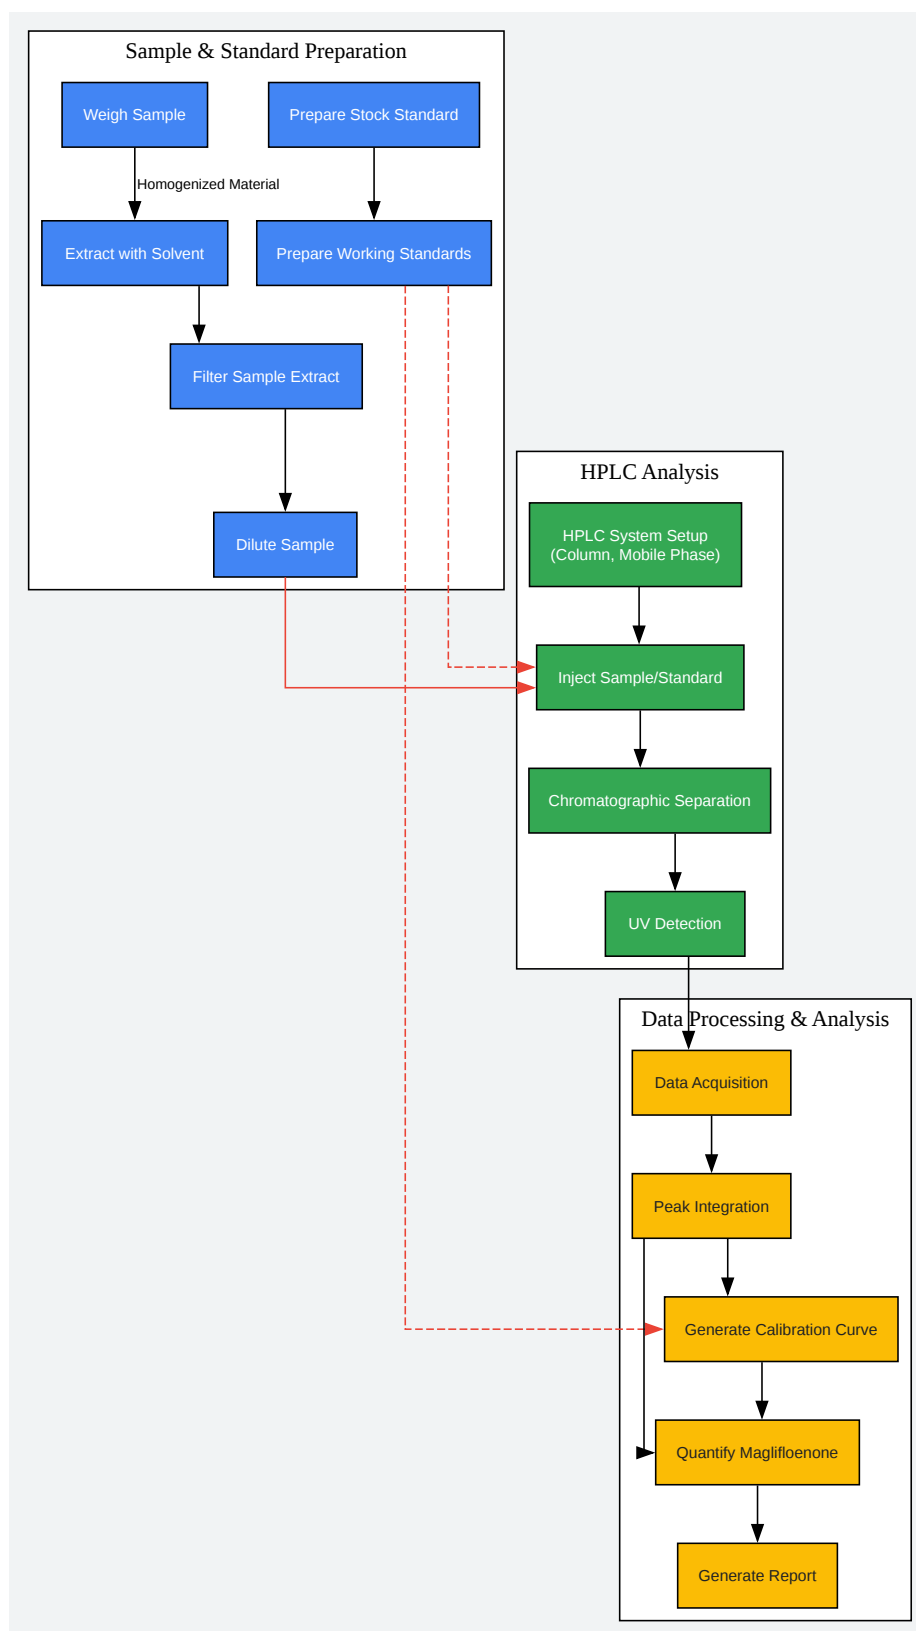 Sample & Standard Preparation
Weigh Sample
Prepare Stock Standard
Homogenized Material
Extract with Solvent
Prepare Working Standards
Filter Sample Extract
Dilute Sample
HPLC Analysis
HPLC System Setup
(Column, Mobile Phase)
Inject Sample/Standard
Chromatographic Separation
UV Detection
Data Processing & Analysis
Data Acquisition
Peak Integration
Generate Calibration Curve
Quantify Maglifloenone
Generate Report